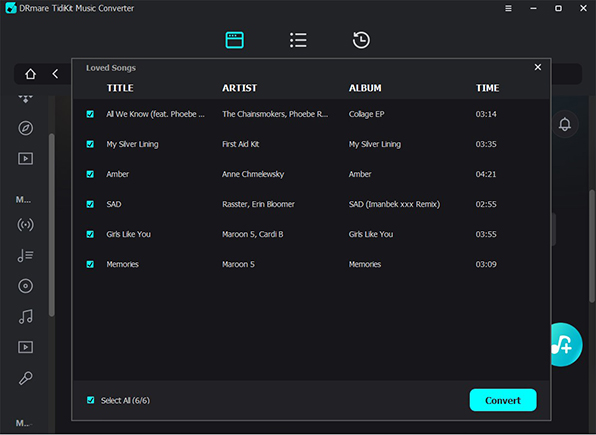 DRmare TidiKit Music Converter
Loved Songs
TITLE ARTIST ALBUM TIME
All We Know (feat. Phoebe ... The Chainsmokers, Phoebe R... Collage EP 03:14
My Silver Lining First Aid Kit My Silver Lining 03:35
Amber Anne Chmelewsky Amber 04:21
SAD Rasster, Erin Bloomer SAD (Imanbek xxx Remix) 02:55
Girls Like You Maroon 5, Cardi B Girls Like You 03:55
Memories Maroon 5 Memories 03:09
M...
M...
Select All (6/6) Convert